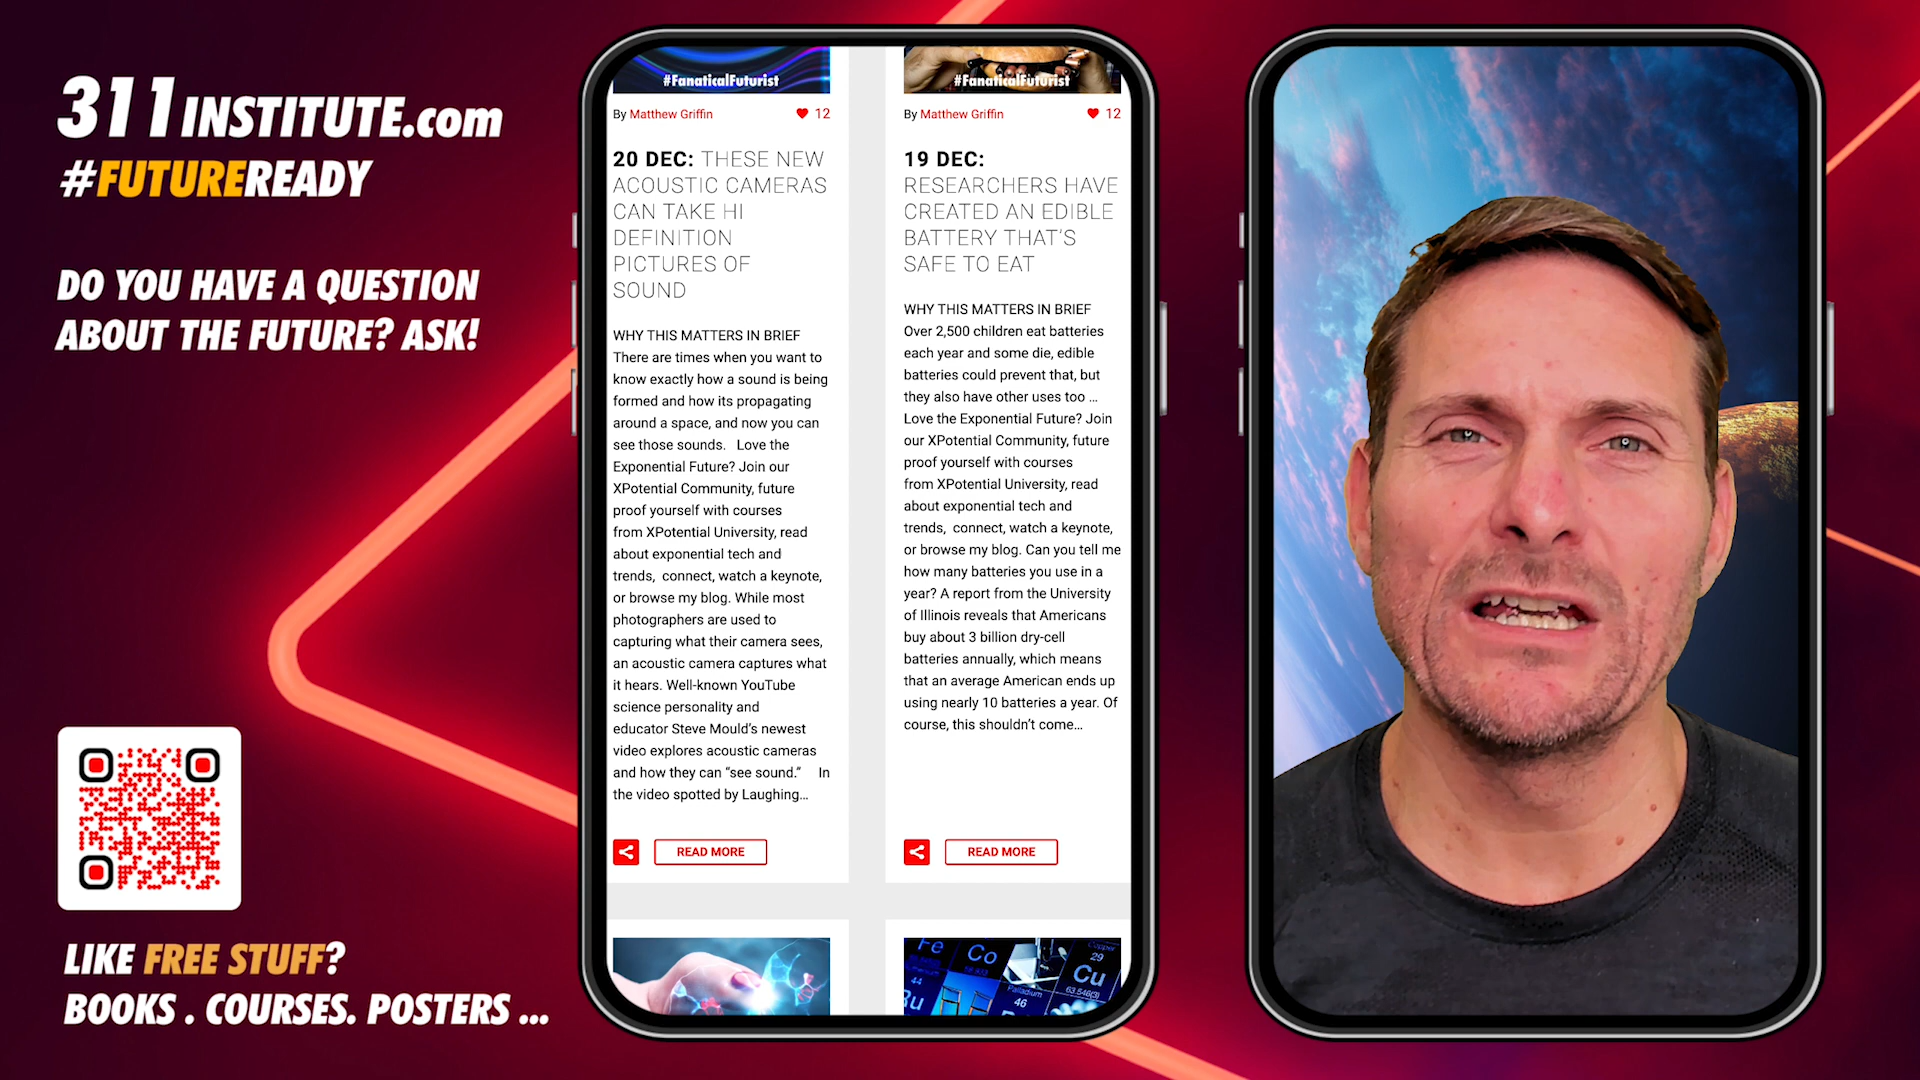 311INSTITUTE.com
#FUTUREREADY
DO YOU HAVE A QUESTION
ABOUT THE FUTURE? ASK!
LIKE FREE STUFF?
BOOKS . COURSES. POSTERS ...
#FanaticalFuturist
By Matthew Griffin
12
20 DEC: THESE NEW
ACOUSTIC CAMERAS
CAN TAKE HI
DEFINITION
PICTURES OF
SOUND
WHY THIS MATTERS IN BRIEF
There are times when you want to
know exactly how a sound is being
formed and how its propagating
around a space, and now you can
see those sounds. Love the
Exponential Future? Join our
XPotential Community, future
proof yourself with courses
from XPotential University, read
about exponential tech and
trends, connect, watch a keynote,
or browse my blog. While most
photographers are used to
capturing what their camera sees,
an acoustic camera captures what
it hears. Well-known YouTube
science personality and
educator Steve Mould's newest
video explores acoustic cameras
and how they can “see sound.” In
the video spotted by Laughing...
READ MORE
#FanaticalFuturist
By Matthew Griffin
12
19 DEC:
RESEARCHERS HAVE
CREATED AN EDIBLE
BATTERY THAT'S
SAFE TO EAT
WHY THIS MATTERS IN BRIEF
Over 2,500 children eat batteries
each year and some die, edible
batteries could prevent that, but
they also have other uses too ...
Love the Exponential Future? Join
our XPotential Community, future
proof yourself with courses
from XPotential University, read
about exponential tech and
trends, connect, watch a keynote,
or browse my blog. Can you tell me
how many batteries you use in a
year? A report from the University
of Illinois reveals that Americans
buy about 3 billion dry-cell
batteries annually, which means
that an average American ends up
using nearly 10 batteries a year. Of
course, this shouldn't come...
READ MORE
Fe
Co
Copper
29
Cu
63.546(3)
44
Ru
Palladium
46